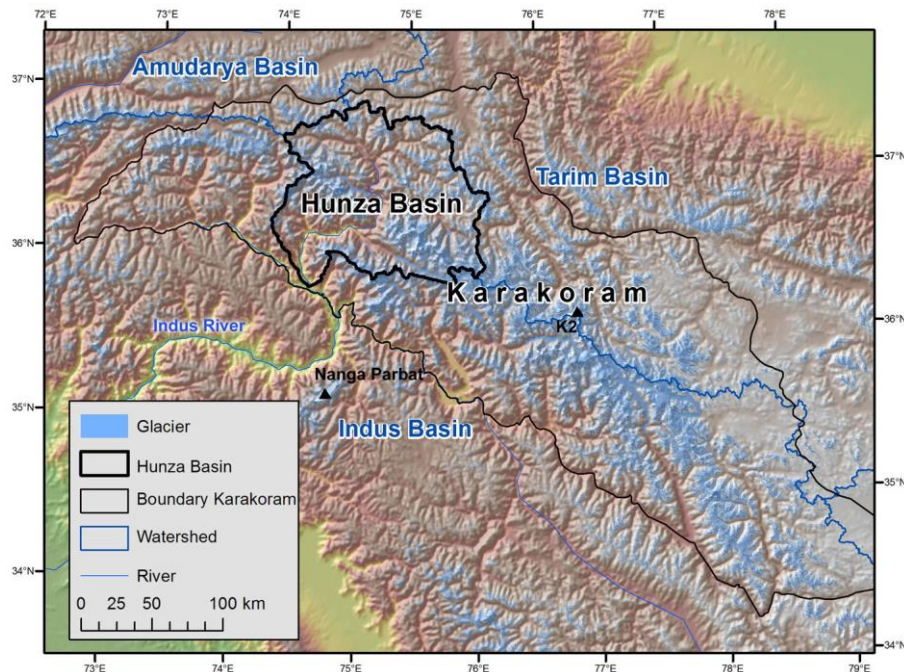 72°E 73°E 74°E 75°E 76°E 77°E 78°E
37°N
Amudarya Basin
37°N
Tarim Basin
Hunza Basin
36°N
Karakoram
36°N
K2
Indus River
Nanga Parbat
35°N
Indus Basin
Glacier
Hunza Basin
Boundary Karakoram
35°N
Watershed
34°N
River
0 25 50 100 km
34°N
73°E 74°E 75°E 76°E 77°E 78°E 79°E